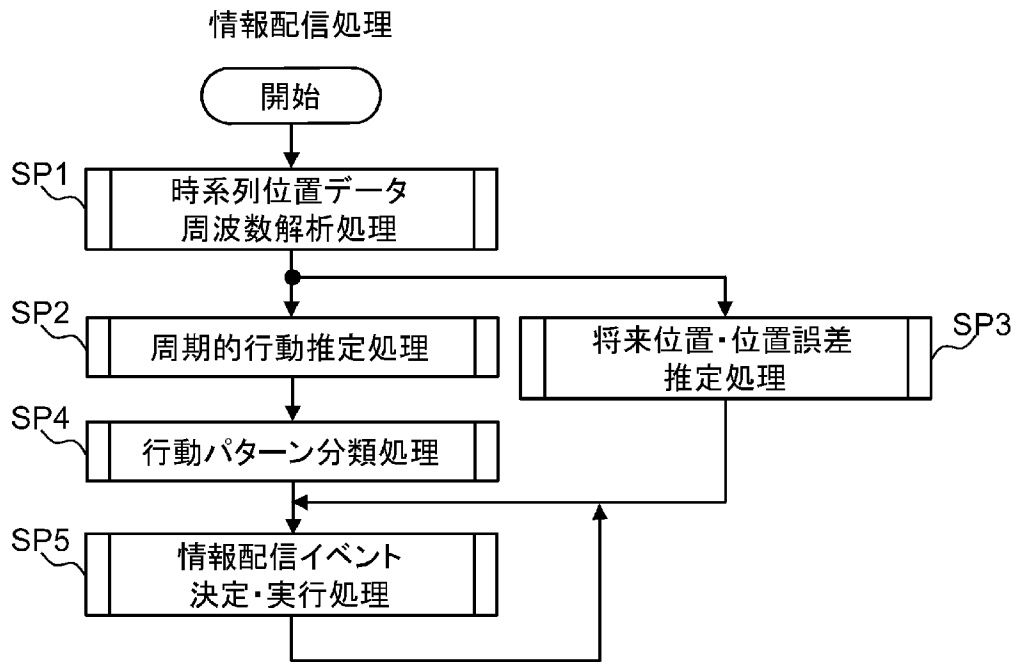 情報配信処理
開始
SP1
時系列位置データ
周波数解析処理
SP2
周期的行動推定処理
SP3
将来位置・位置誤差
推定処理
SP4
行動パターン分類処理
SP5
情報配信イベント
決定・実行処理